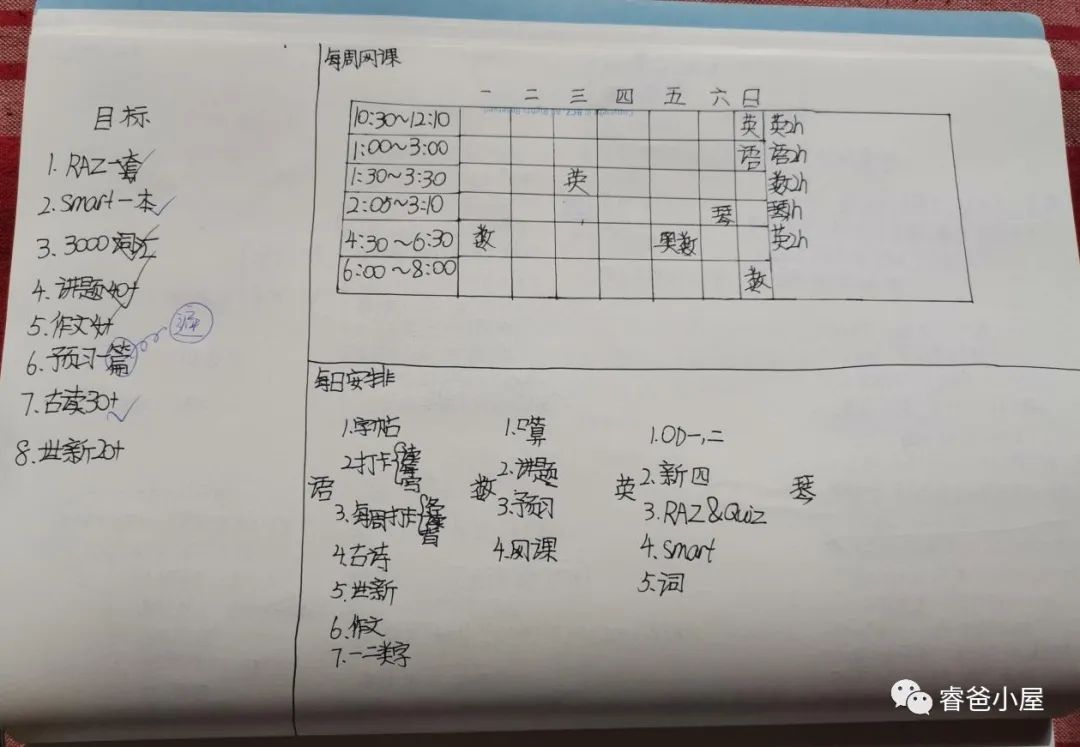 目标
1. RAZ一套
2. smart一本
3. 3000词汇
4. 讲题40+
5. 作文4+
6. 预习一篇
7. 古读30+
8. 世新20+
每周网课
一 二 三 四 五 六 日
10:30~12:10 英 英2h
1:00~3:00 语 语2h
1:30~3:30 英 数2h
2:05~3:10 琴 琴h
4:30~6:30 数 奥数 英2h
6:00~8:00 数
每日安排
语
1.字帖
2.打卡
3.每周打卡
4.古诗
5.世新
6.作文
7.一二类字
数
1.口算
2.讲题
3.预习
4.网课
英
1.OD一,二
2.新四
3.RAZ&Quiz
4.smart
5.词
琴
睿爸小屋